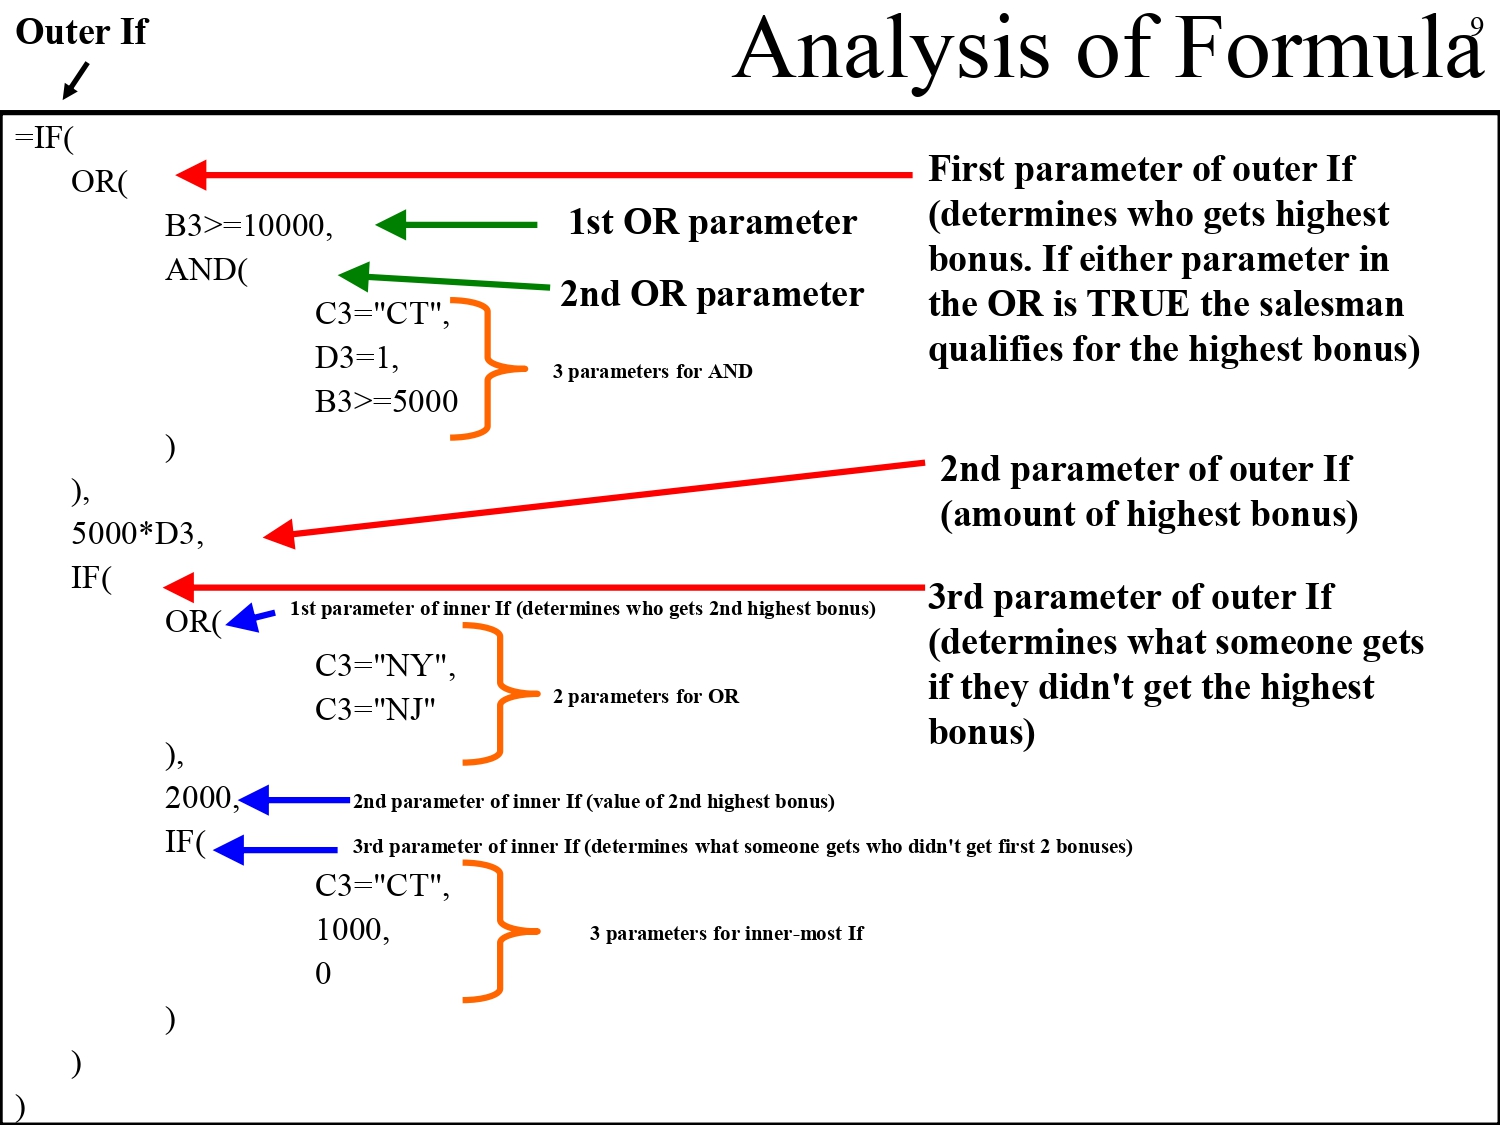 Outer If
Analysis of Formula
9
=IF(
OR(
B3>=10000,
AND(
C3="CT",
D3=1,
B3>=5000
)
),
5000*D3,
IF(
OR(
C3="NY",
C3="NJ"
),
2000,
IF(
C3="CT",
1000,
0
)
)
)
1st OR parameter
2nd OR parameter
3 parameters for AND
First parameter of outer If
(determines who gets highest
bonus. If either parameter in
the OR is TRUE the salesman
qualifies for the highest bonus)
2nd parameter of outer If
(amount of highest bonus)
3rd parameter of outer If
(determines what someone gets
if they didn't get the highest
bonus)
1st parameter of inner If (determines who gets 2nd highest bonus)
2 parameters for OR
2nd parameter of inner If (value of 2nd highest bonus)
3rd parameter of inner If (determines what someone gets who didn't get first 2 bonuses)
3 parameters for inner-most If